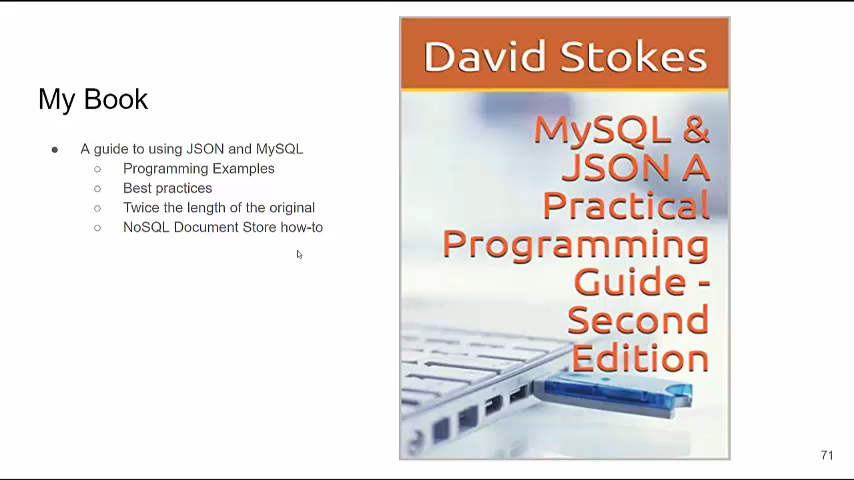 My Book
● A guide to using JSON and MySQL
○ Programming Examples
○ Best practices
○ Twice the length of the original
○ NoSQL Document Store how-to
David Stokes
MySQL &
JSON A
Practical
Programming
Guide -
Second
Edition
71